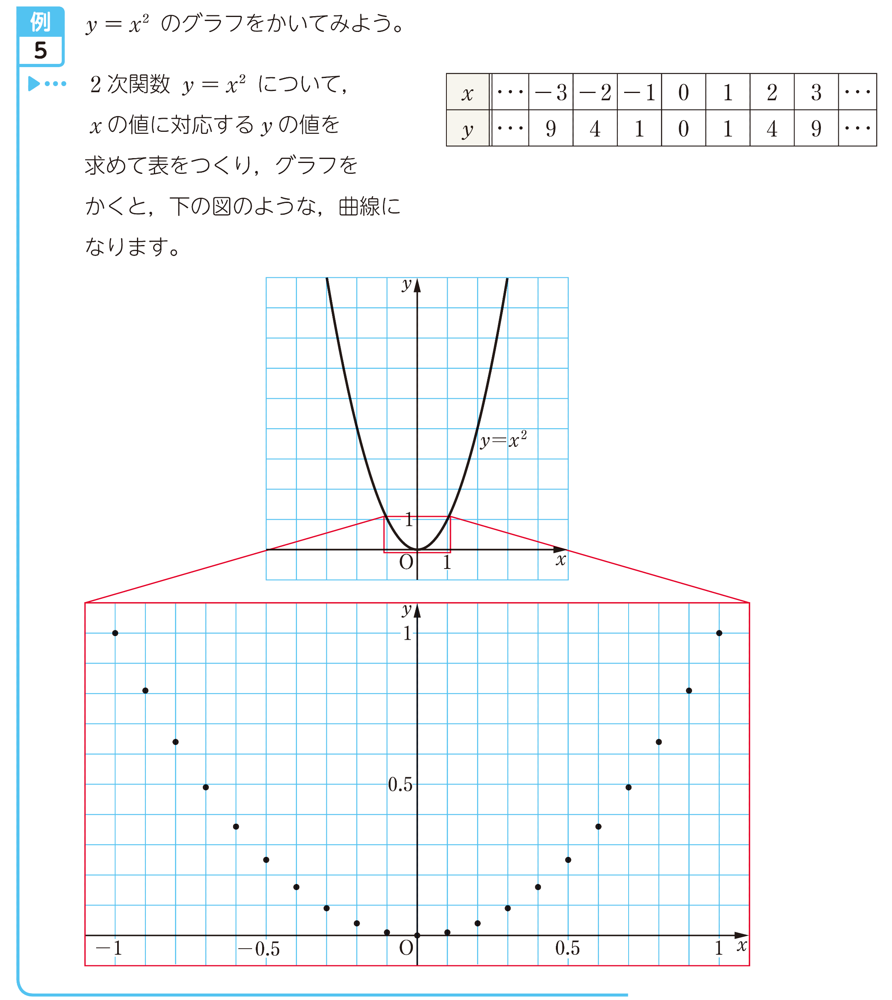 例
5
y = x² のグラフをかいてみよう。
2次関数 y = x² について,
xの値に対応するyの値を
求めて表をつくり, グラフを
かくと, 下の図のような, 曲線に
なります。
x … −3 −2 −1 0 1 2 3 …
y … 9 4 1 0 1 4 9 …
y
y=x²
1
O 1 x
y
1
0.5
−1 −0.5 O 0.5 1 x